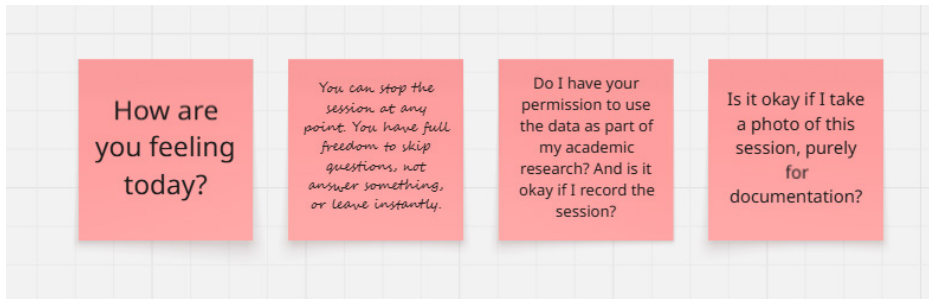 How are
you feeling
today?
You can stop the
session at any
point. You have full
freedom to skip
questions, not
answer something,
or leave instantly.
Do I have your
permission to use
the data as part of
my academic
research? And is it
okay if I record the
session?
Is it okay if I take
a photo of this
session, purely
for
documentation?